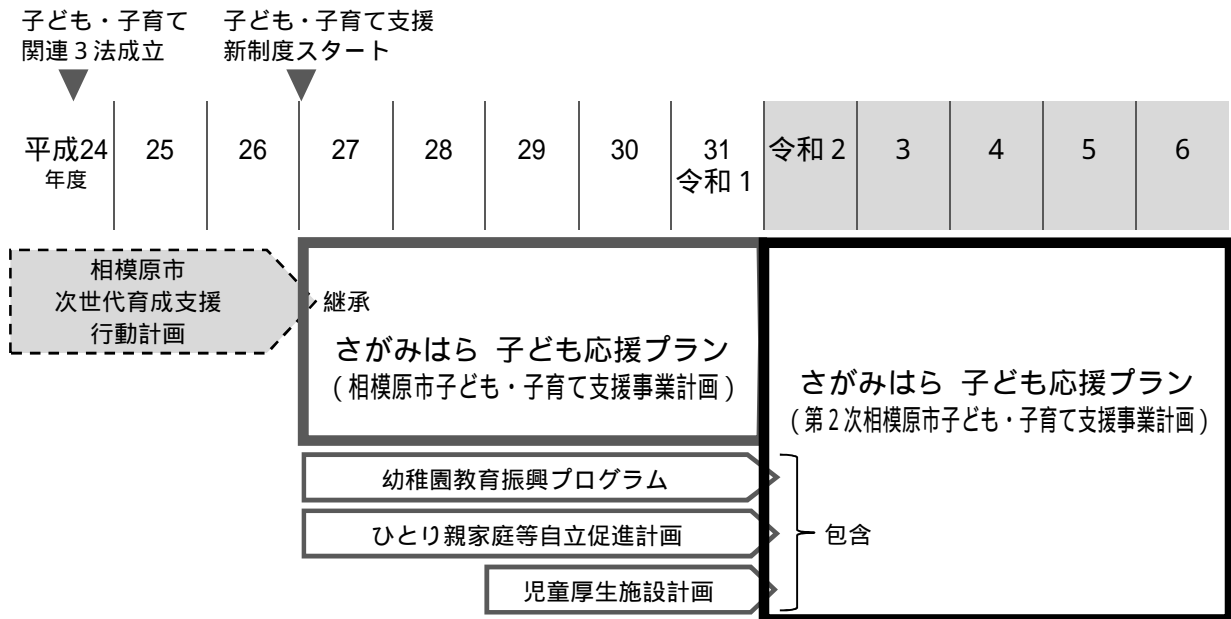 子ども・子育て
関連3法成立
子ども・子育て支援
新制度スタート
平成24
年度
25
26
27
28
29
30
31
令和1
令和2
3
4
5
6
相模原市
次世代育成支援
行動計画
継承
さがみはら 子ども応援プラン
(相模原市子ども・子育て支援事業計画)
さがみはら 子ども応援プラン
(第2次相模原市子ども・子育て支援事業計画)
幼稚園教育振興プログラム
ひとり親家庭等自立促進計画
児童厚生施設計画
包含